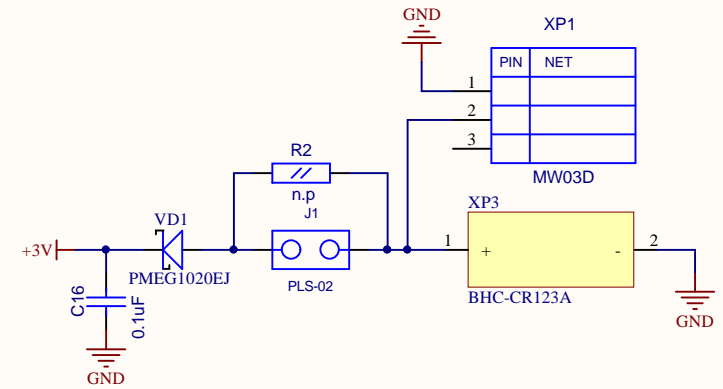 GND
XP1
PIN NET
1
2
3
MW03D
R2
n.p
J1
PLS-02
XP3
1 + - 2
BHC-CR123A
GND
VD1
+3V
PMEG1020EJ
C16
0.1uF
GND